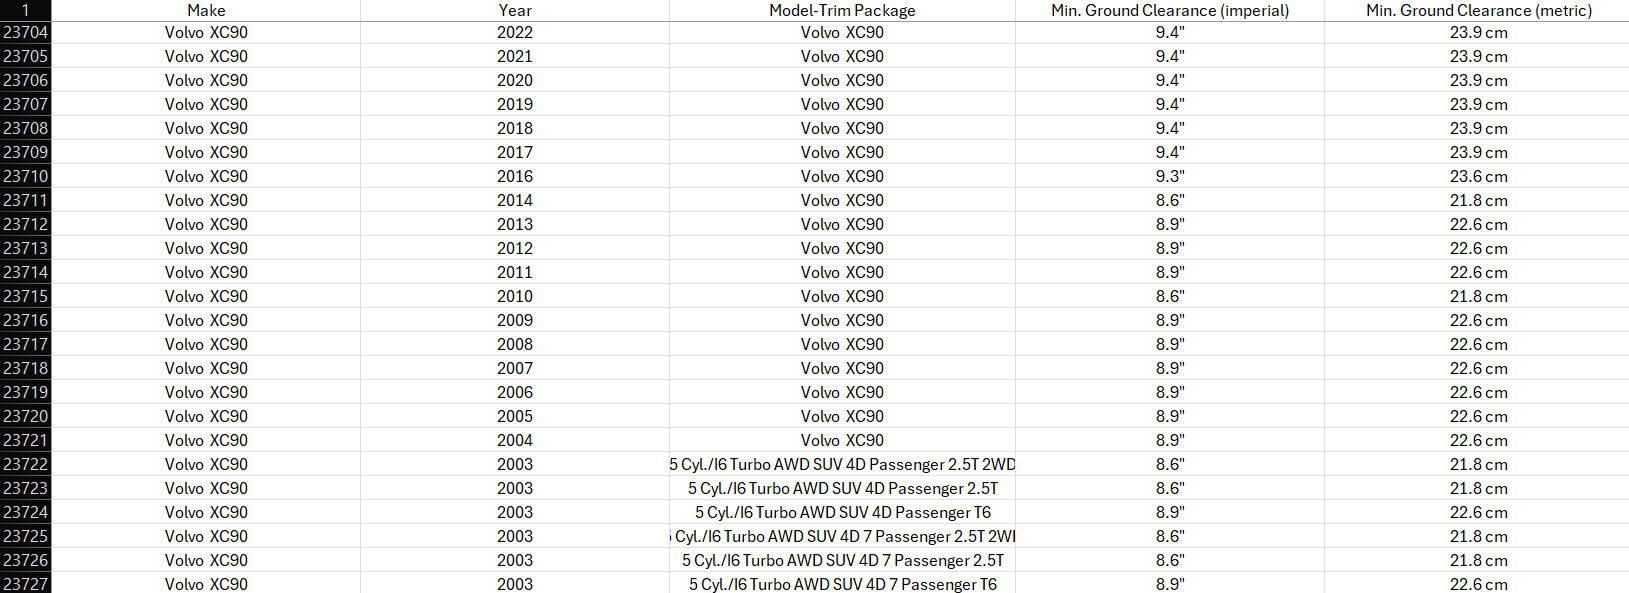 1 Make Year Model-Trim Package Min. Ground Clearance (imperial) Min. Ground Clearance (metric)
23704 Volvo XC90 2022 Volvo XC90 9.4" 23.9 cm
23705 Volvo XC90 2021 Volvo XC90 9.4" 23.9 cm
23706 Volvo XC90 2020 Volvo XC90 9.4" 23.9 cm
23707 Volvo XC90 2019 Volvo XC90 9.4" 23.9 cm
23708 Volvo XC90 2018 Volvo XC90 9.4" 23.9 cm
23709 Volvo XC90 2017 Volvo XC90 9.4" 23.9 cm
23710 Volvo XC90 2016 Volvo XC90 9.3" 23.6 cm
23711 Volvo XC90 2014 Volvo XC90 8.6" 21.8 cm
23712 Volvo XC90 2013 Volvo XC90 8.9" 22.6 cm
23713 Volvo XC90 2012 Volvo XC90 8.9" 22.6 cm
23714 Volvo XC90 2011 Volvo XC90 8.9" 22.6 cm
23715 Volvo XC90 2010 Volvo XC90 8.6" 21.8 cm
23716 Volvo XC90 2009 Volvo XC90 8.9" 22.6 cm
23717 Volvo XC90 2008 Volvo XC90 8.9" 22.6 cm
23718 Volvo XC90 2007 Volvo XC90 8.9" 22.6 cm
23719 Volvo XC90 2006 Volvo XC90 8.9" 22.6 cm
23720 Volvo XC90 2005 Volvo XC90 8.9" 22.6 cm
23721 Volvo XC90 2004 Volvo XC90 8.9" 22.6 cm
23722 Volvo XC90 2003 5 Cyl./I6 Turbo AWD SUV 4D Passenger 2.5T 2WD 8.6" 21.8 cm
23723 Volvo XC90 2003 5 Cyl./I6 Turbo AWD SUV 4D Passenger 2.5T 8.6" 21.8 cm
23724 Volvo XC90 2003 5 Cyl./I6 Turbo AWD SUV 4D Passenger T6 8.9" 22.6 cm
23725 Volvo XC90 2003 Cyl./I6 Turbo AWD SUV 4D 7 Passenger 2.5T 8.6" 21.8 cm
23726 Volvo XC90 2003 5 Cyl./I6 Turbo AWD SUV 4D 7 Passenger 2.5T 8.6" 21.8 cm
23727 Volvo XC90 2003 5 Cyl./I6 Turbo AWD SUV 4D 7 Passenger T6 8.9" 22.6 cm